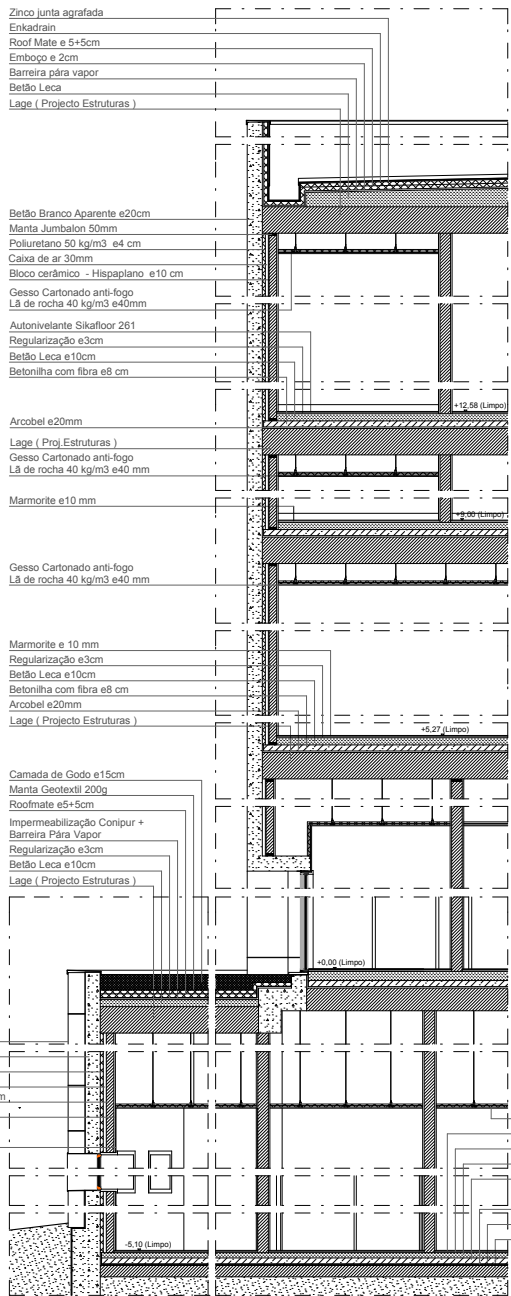 Zinco junta agrafada
Enkadrain
Roof Mate e 5+5cm
Emboço e 2cm
Barreira pára vapor
Betão Leca
Lage ( Projecto Estruturas )
Betão Branco Aparente e20cm
Manta Jumbalon 50mm
Poliuretano 50 kg/m3 e4 cm
Caixa de ar 30mm
Bloco cerâmico - Hispaplano e10 cm
Gesso Cartonado anti-fogo
Lã de rocha 40 kg/m3 e40mm
Autonivelante Sikafloor 261
Regularização e3cm
Betão Leca e10cm
Betonilha com fibra e8 cm
+12,58 (Limpo)
Arcobel e20mm
Lage ( Proj.Estruturas )
Gesso Cartonado anti-fogo
Lã de rocha 40 kg/m3 e40 mm
Marmorite e10 mm
+9,00 (Limpo)
Gesso Cartonado anti-fogo
Lã de rocha 40 kg/m3 e40 mm
Marmorite e 10 mm
Regularização e3cm
Betão Leca e10cm
Betonilha com fibra e8 cm
Arcobel e20mm
Lage ( Projecto Estruturas )
+5,27 (Limpo)
Camada de Godo e15cm
Manta Geotextil 200g
Roofmate e5+5cm
Impermeabilização Conipur +
Barreira Pára Vapor
Regularização e3cm
Betão Leca e10cm
Lage ( Projecto Estruturas )
+0,00 (Limpo)
-5,10 (Limpo)